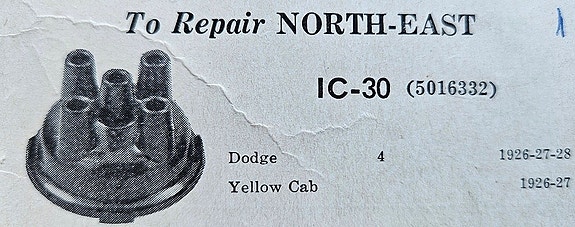 To Repair NORTH-EAST
IC-30 (5016332)
Dodge 4 1926-27-28
Yellow Cab 1926-27